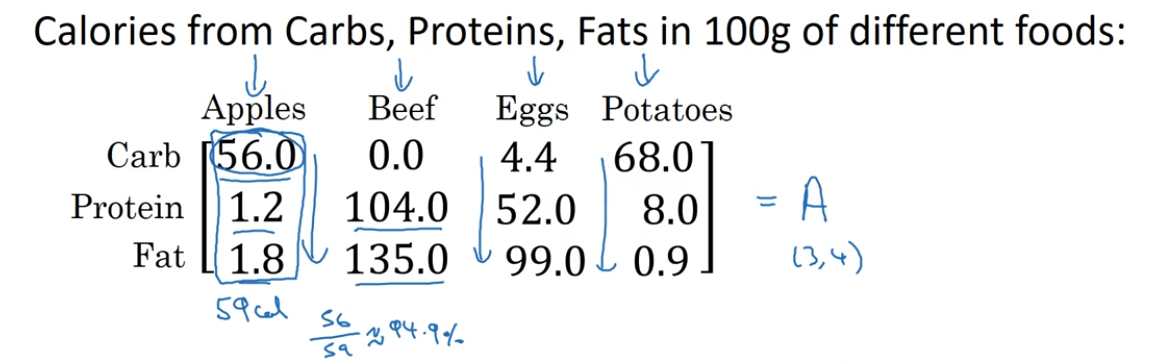 Calories from Carbs, Proteins, Fats in 100g of different foods:
Apples Beef Eggs Potatoes
Carb 56.0 0.0 4.4 68.0
Protein 1.2 104.0 52.0 8.0 = A
Fat 1.8 135.0 99.0 0.9 (3,4)
59cal 56/59 ≈ 94.9%